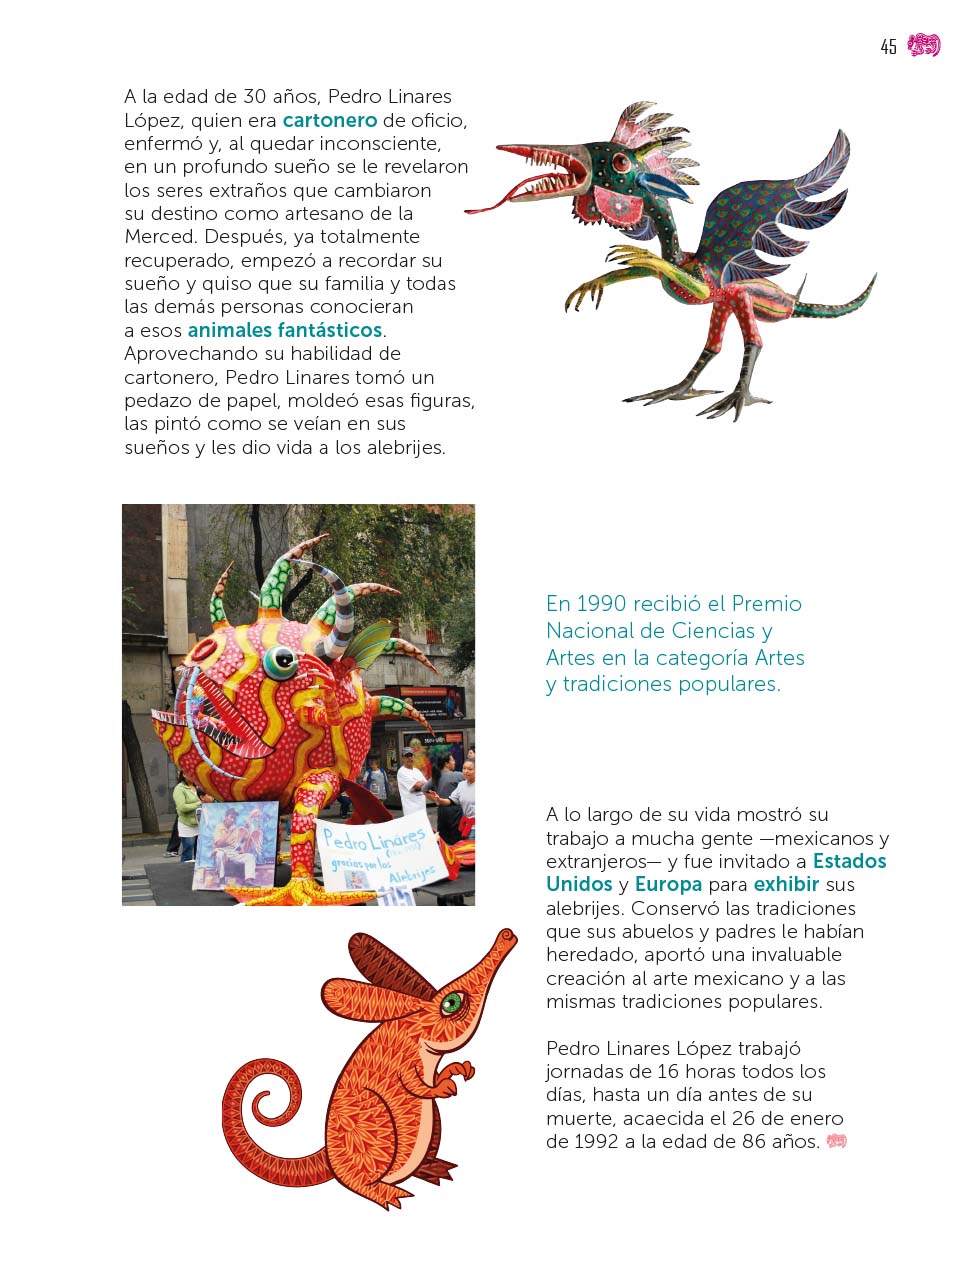 45
A la edad de 30 años, Pedro Linares
López, quien era cartonero de oficio,
enfermó y, al quedar inconsciente,
en un profundo sueño se le revelaron
los seres extraños que cambiaron
su destino como artesano de la
Merced. Después, ya totalmente
recuperado, empezó a recordar su
sueño y quiso que su familia y todas
las demás personas conocieran
a esos animales fantásticos.
Aprovechando su habilidad de
cartonero, Pedro Linares tomó un
pedazo de papel, moldeó esas figuras,
las pintó como se veían en sus
sueños y les dio vida a los alebrijes.
Pedro Linares
gracias por los
Alebrijes
En 1990 recibió el Premio
Nacional de Ciencias y
Artes en la categoría Artes
y tradiciones populares.
A lo largo de su vida mostró su
trabajo a mucha gente —mexicanos y
extranjeros— y fue invitado a Estados
Unidos y Europa para exhibir sus
alebrijes. Conservó las tradiciones
que sus abuelos y padres le habían
heredado, aportó una invaluable
creación al arte mexicano y a las
mismas tradiciones populares.
Pedro Linares López trabajó
jornadas de 16 horas todos los
días, hasta un día antes de su
muerte, acaecida el 26 de enero
de 1992 a la edad de 86 años.